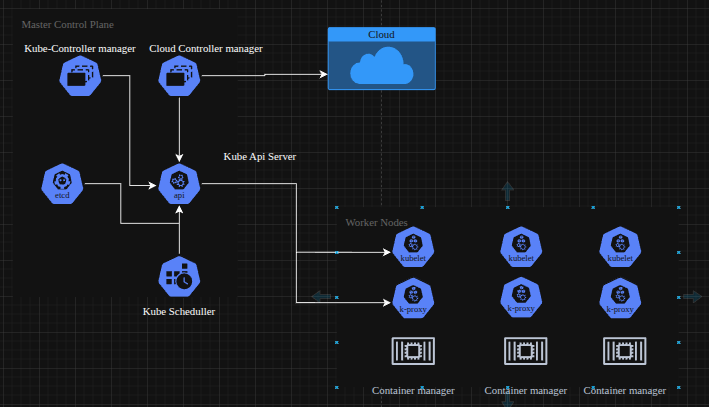 Master Control Plane
Kube-Controller manager
Cloud Controller manager
Cloud
etcd
api
Kube Api Server
Kube Scheduller
Worker Nodes
kubelet
kubelet
kubelet
k-proxy
k-proxy
k-proxy
Container manager
Container manager
Container manager